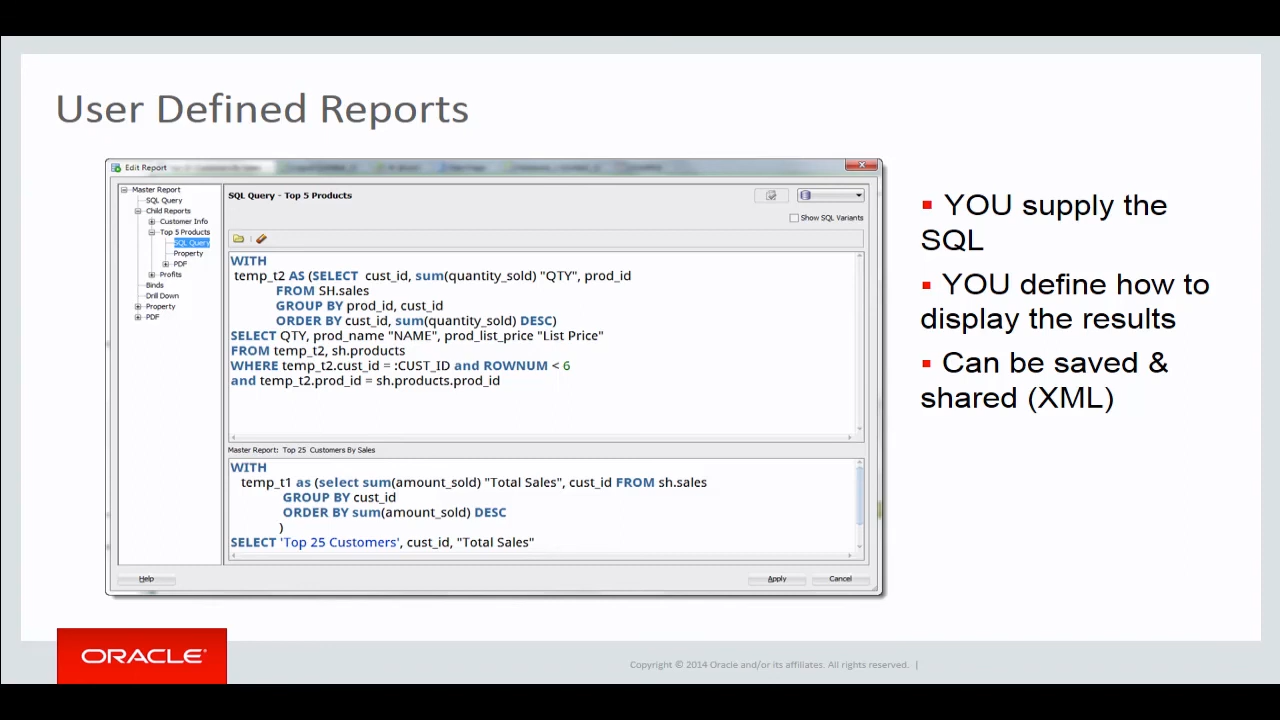 User Defined Reports
Edit Report
Master Report
SQL Query
Child Reports
Customer Info
Top 5 Products
SQL Query
Property
PDF
Profits
Binds
Drill Down
Property
PDF
SQL Query - Top 5 Products
Show SQL Variants
WITH
temp_t2 AS (SELECT cust_id, sum(quantity_sold) "QTY", prod_id
FROM SH.sales
GROUP BY prod_id, cust_id
ORDER BY cust_id, sum(quantity_sold) DESC)
SELECT QTY, prod_name "NAME", prod_list_price "List Price"
FROM temp_t2, sh.products
WHERE temp_t2.cust_id = :CUST_ID and ROWNUM < 6
and temp_t2.prod_id = sh.products.prod_id
Master Report: Top 25 Customers By Sales
WITH
temp_t1 as (select sum(amount_sold) "Total Sales", cust_id FROM sh.sales
GROUP BY cust_id
ORDER BY sum(amount_sold) DESC
)
SELECT 'Top 25 Customers', cust_id, "Total Sales"
Help
Apply
Cancel
▪ YOU supply the
SQL
▪ YOU define how to
display the results
▪ Can be saved &
shared (XML)
ORACLE®
Copyright © 2014 Oracle and/or its affiliates. All rights reserved. |